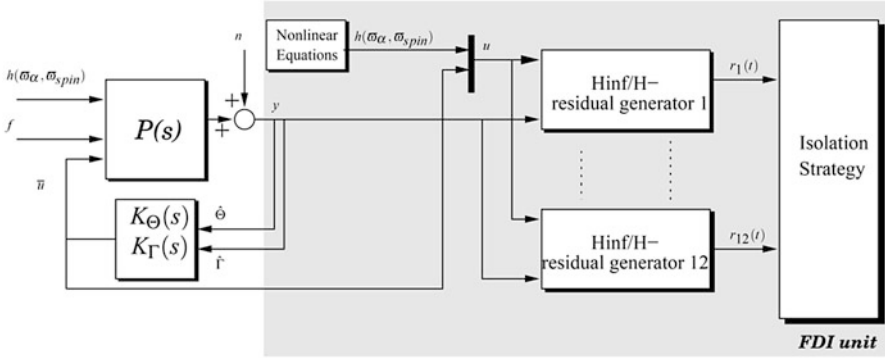 n
Nonlinear
Equations
h(ϖα, ϖspin)
u
h(ϖα, ϖspin)
f
P(s)
+
+
y
ū
KΘ(s)
KΓ(s)
Θ̂
Γ̂
Hinf/H−
residual generator 1
r1(t)
Hinf/H−
residual generator 12
r12(t)
Isolation
Strategy
FDI unit